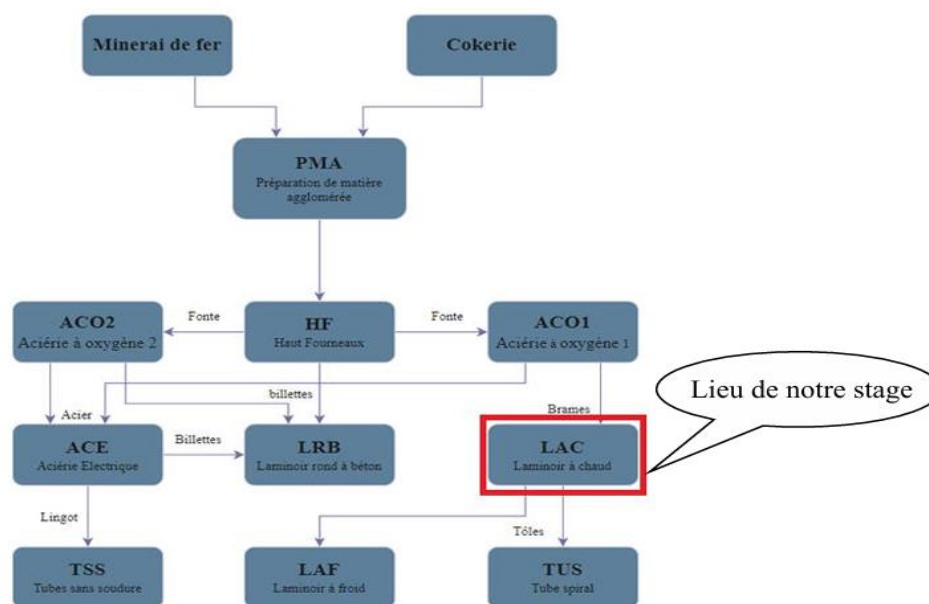 Minerai de fer
Cokerie
PMA
Préparation de matière
agglomérée
ACO2
Aciérie à oxygène 2
Fonte
HF
Haut Fourneaux
Fonte
ACO1
Aciérie à oxygène 1
Acier
billettes
Brames
Lieu de notre stage
ACE
Aciérie Electrique
Billettes
LRB
Laminoir rond à béton
LAC
Laminoir à chaud
Lingot
Tôles
TSS
Tubes sans soudure
LAF
Laminoir à froid
TUS
Tube spiral